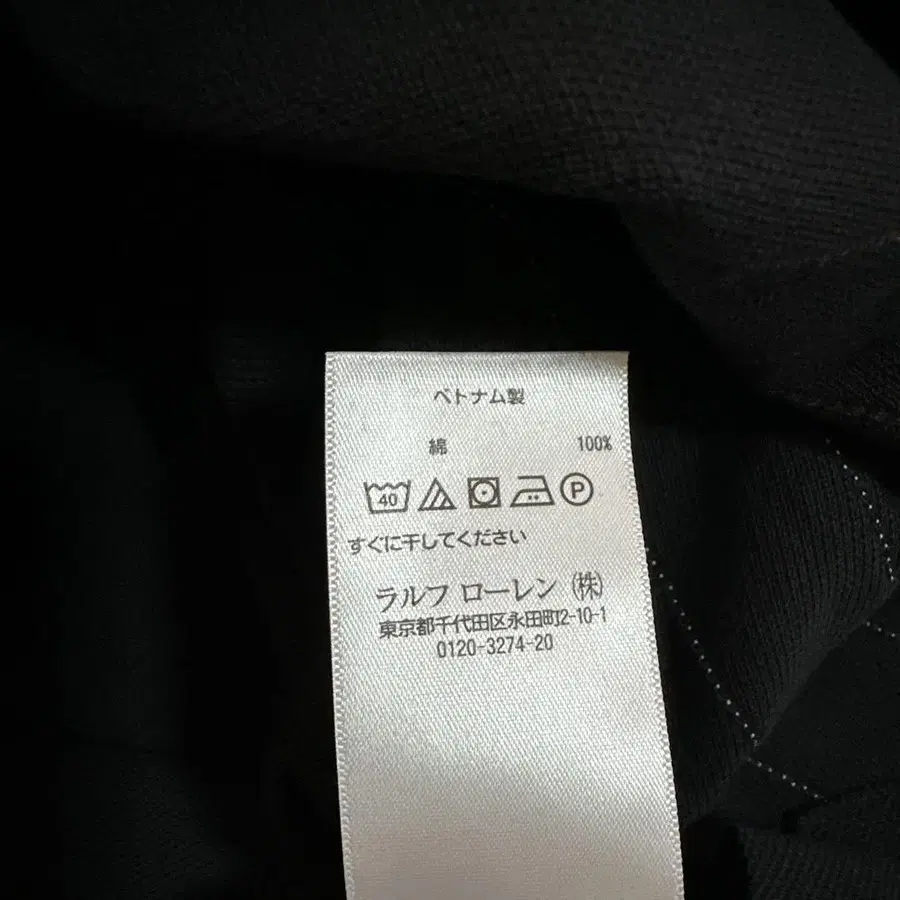 ベトナム製
綿 100%
40 P
すぐに干してください
ラルフ ローレン (株)
東京都千代田区永田町2-10-1
0120-3274-20